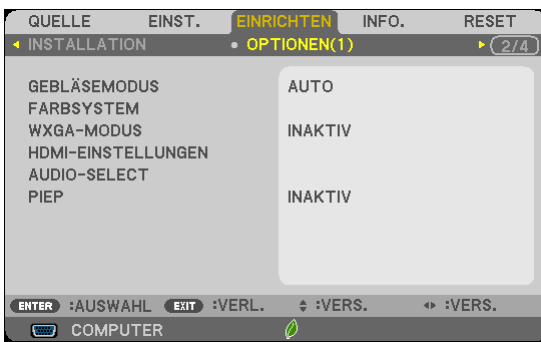 QUELLE EINST. EINRICHTEN INFO. RESET
INSTALLATION OPTIONEN(1) 2/4
GEBLÄSEMODUS AUTO
FARBSYSTEM
WXGA-MODUS INAKTIV
HDMI-EINSTELLUNGEN
AUDIO-SELECT
PIEP INAKTIV
ENTER :AUSWAHL EXIT :VERL. :VERS. :VERS.
COMPUTER